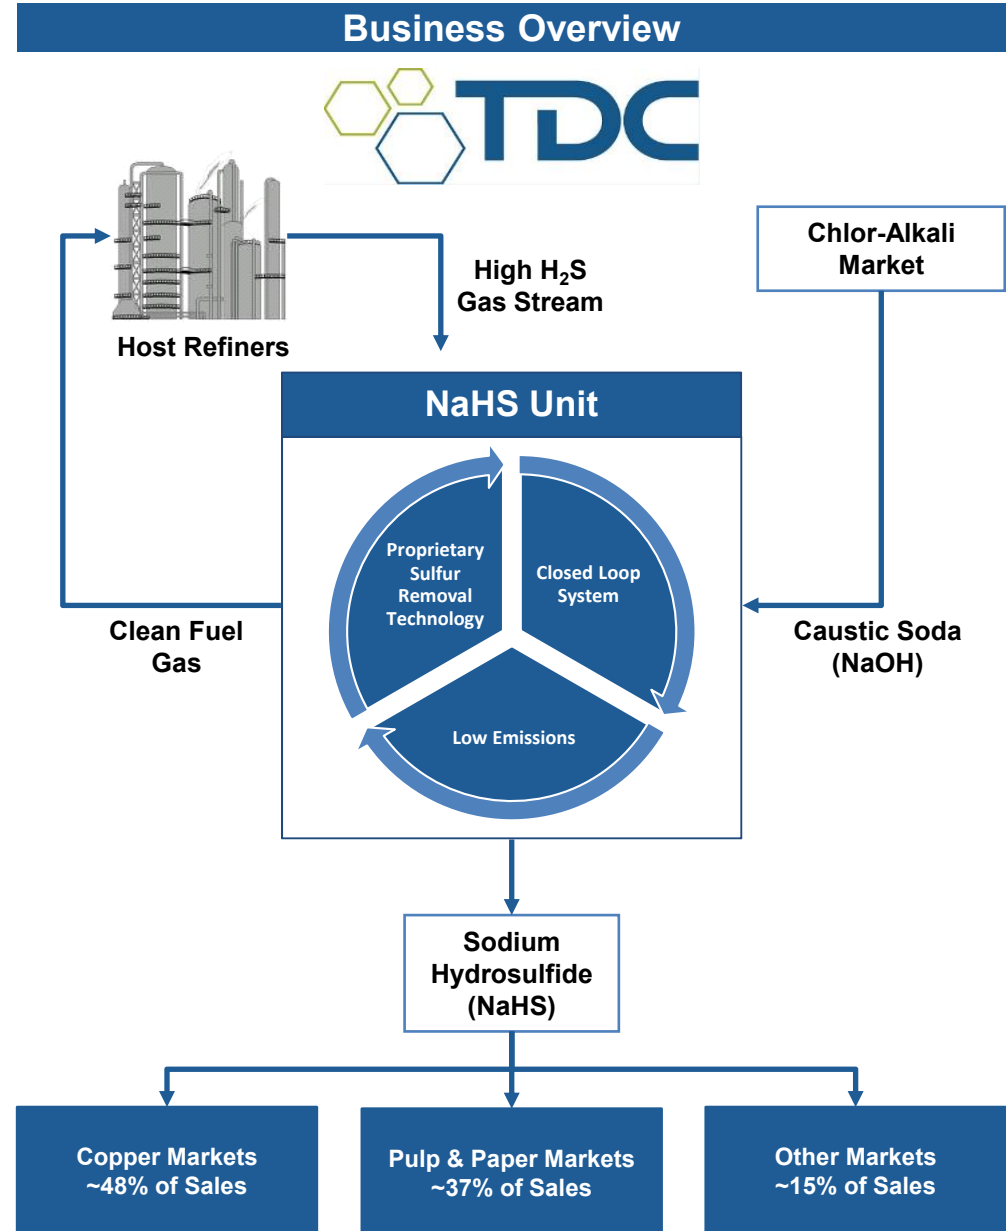 Business Overview
TDC
Chlor-Alkali
Market
High H₂S
Gas Stream
Host Refiners
NaHS Unit
Proprietary
Sulfur
Removal
Technology
Closed Loop
System
Low Emissions
Clean Fuel
Gas
Caustic Soda
(NaOH)
Sodium
Hydrosulfide
(NaHS)
Copper Markets
~48% of Sales
Pulp & Paper Markets
~37% of Sales
Other Markets
~15% of Sales